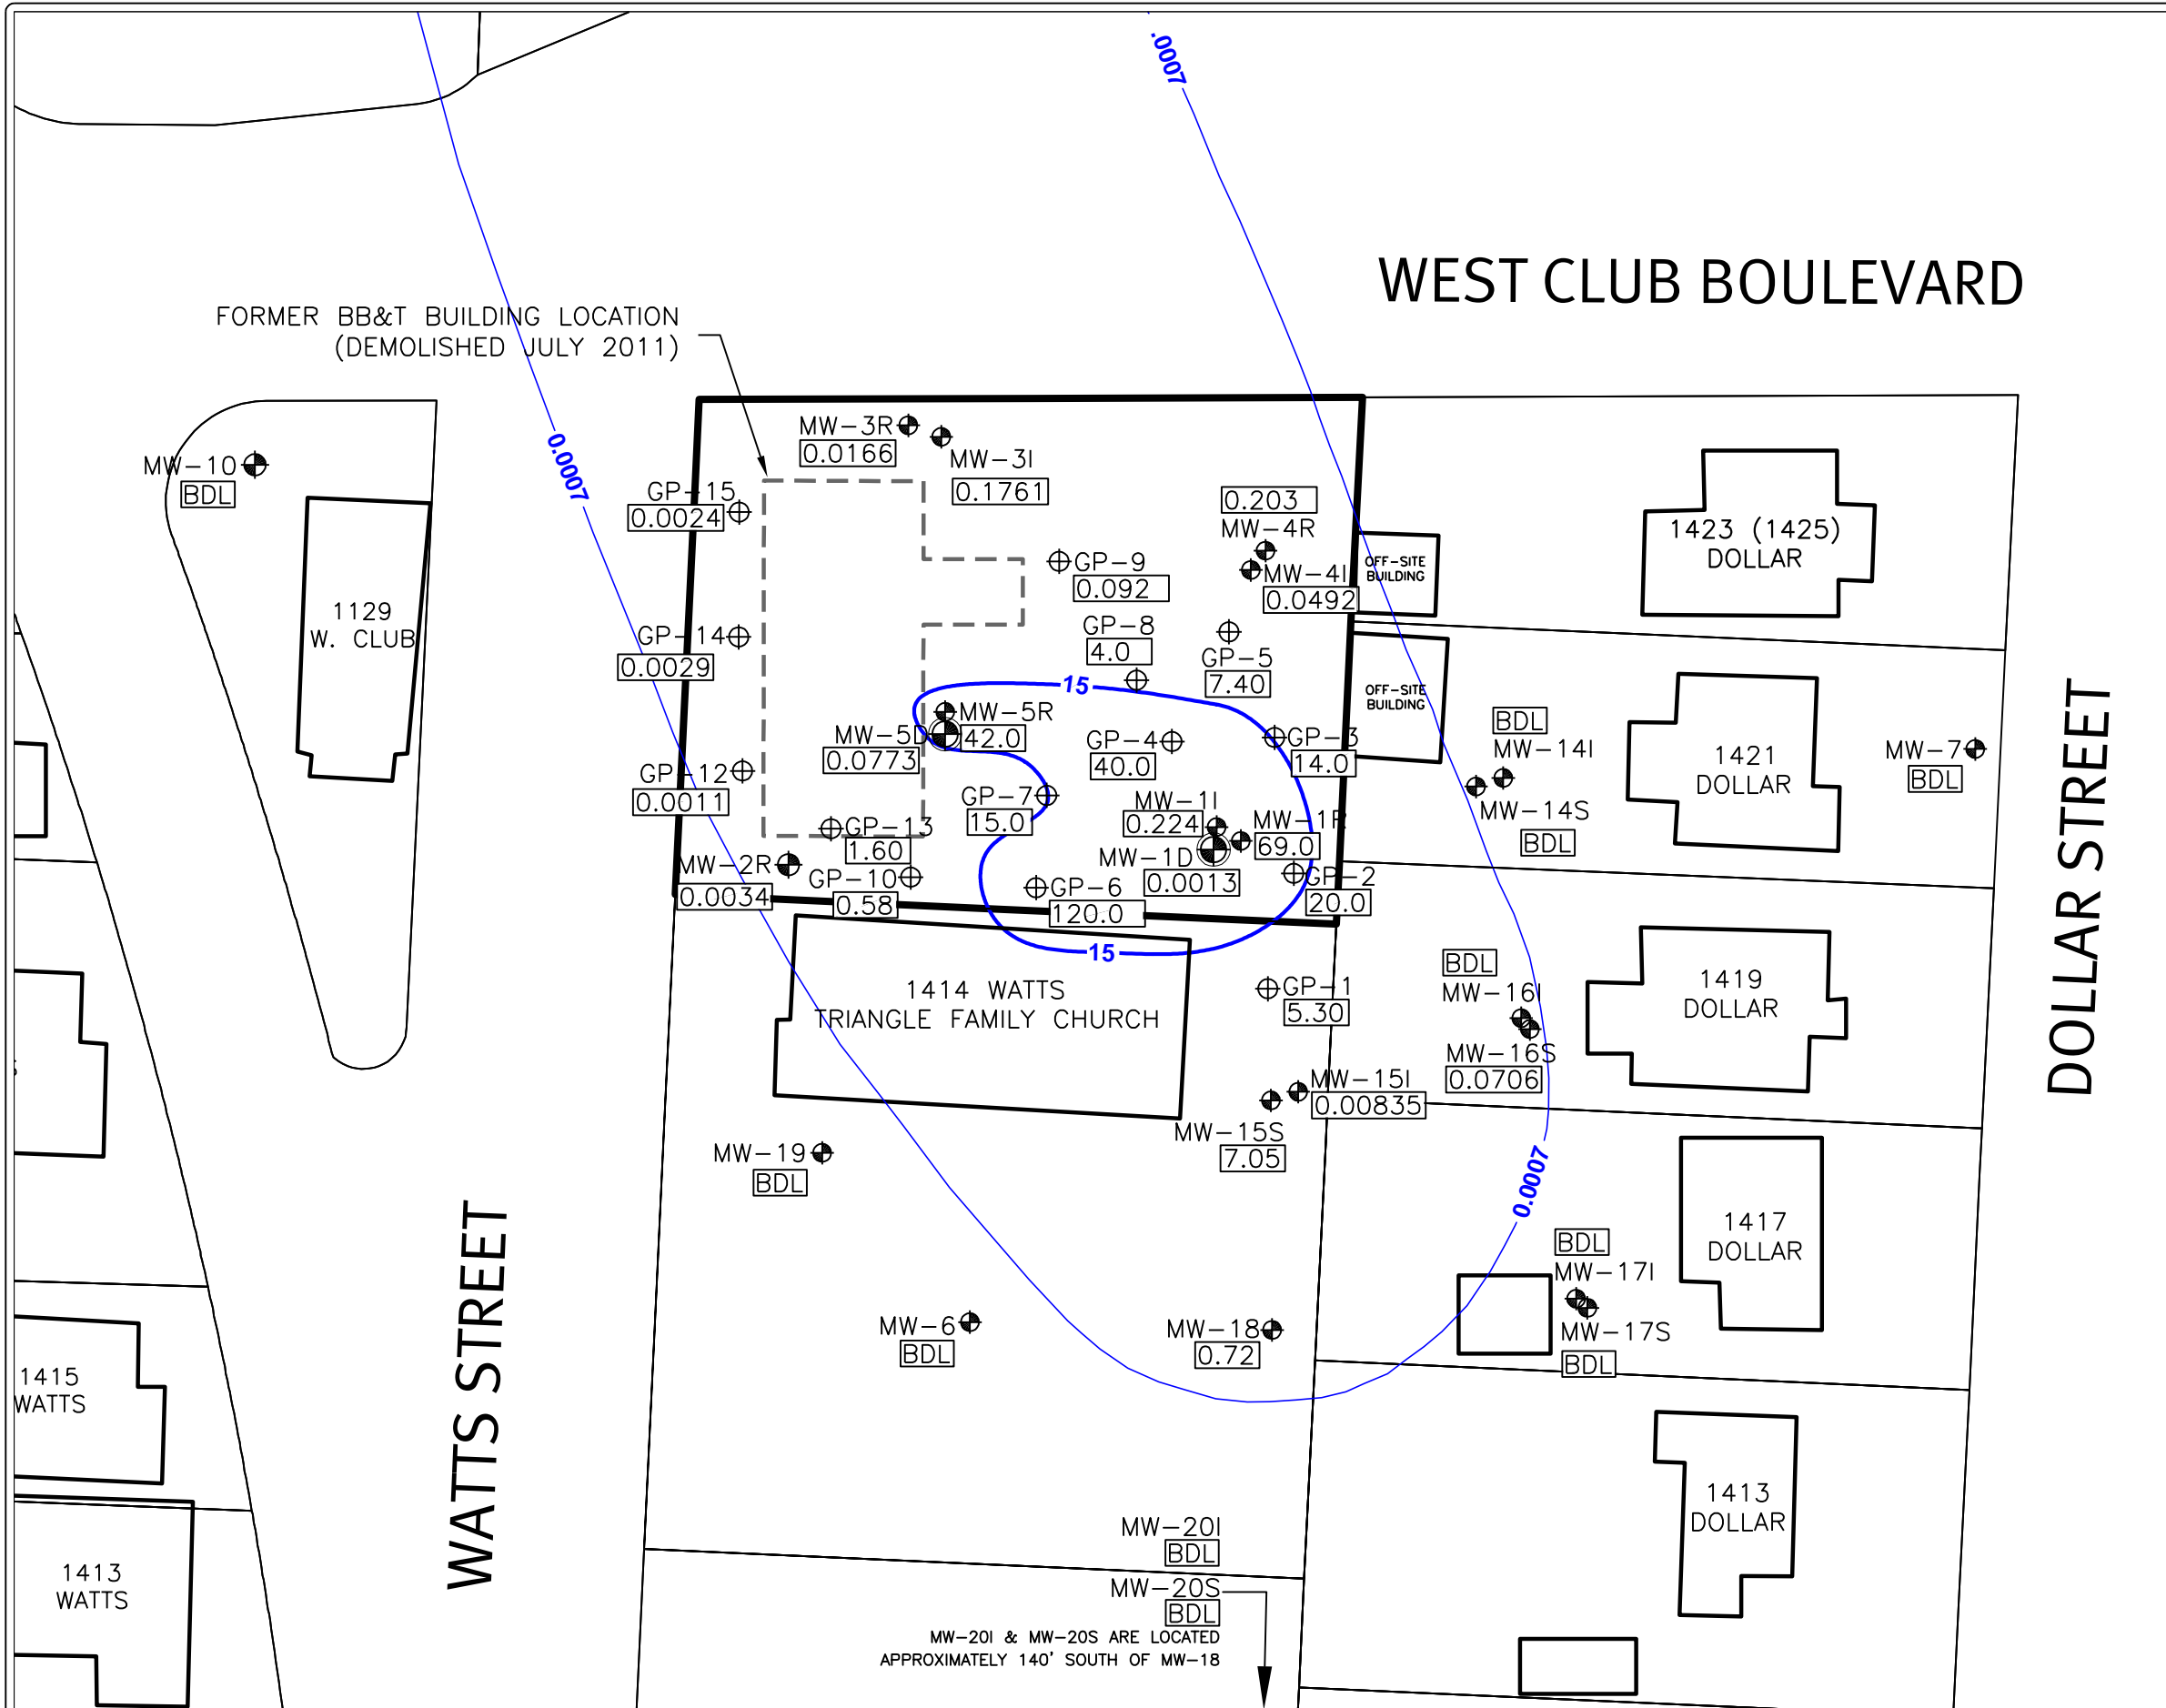 .0007
WEST CLUB BOULEVARD
FORMER BB&T BUILDING LOCATION
(DEMOLISHED JULY 2011)
0.0007
MW-10
BDL
1129
W. CLUB
MW-3R
0.0166
MW-3I
0.1761
GP-15
0.0024
0.203
MW-4R
MW-4I
0.0492
GP-9
0.092
GP-8
4.0
GP-5
7.40
GP-14
0.0029
15
MW-5R
42.0
MW-5D
0.0773
GP-4
40.0
GP-3
14.0
GP-12
0.0011
GP-7
15.0
MW-1I
0.224
MW-1R
69.0
MW-1D
0.0013
GP-13
1.60
MW-2R
0.0034
GP-10
0.58
GP-6
120.0
GP-2
20.0
15
OFF-SITE
BUILDING
OFF-SITE
BUILDING
1423 (1425)
DOLLAR
BDL
MW-14I
MW-14S
BDL
1421
DOLLAR
MW-7
BDL
DOLLAR STREET
1414 WATTS
TRIANGLE FAMILY CHURCH
GP-1
5.30
BDL
MW-16I
MW-16S
0.0706
1419
DOLLAR
MW-15I
0.00835
MW-15S
7.05
MW-19
BDL
0.0007
1417
DOLLAR
BDL
MW-17I
MW-17S
BDL
MW-6
BDL
MW-18
0.72
WATTS STREET
1415
WATTS
1413
WATTS
1413
DOLLAR
MW-20I
BDL
MW-20S
BDL
MW-20I & MW-20S ARE LOCATED
APPROXIMATELY 140' SOUTH OF MW-18